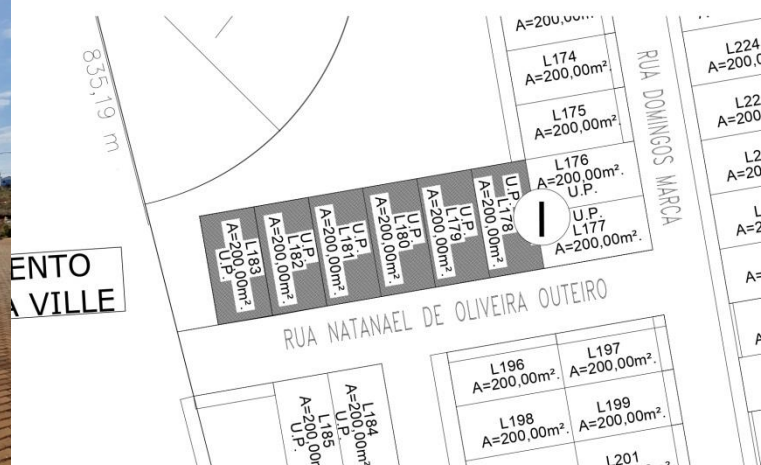 835,19 m
A=200,00m².
L174
A=200,00m².
L175
A=200,00m².
L176
A=200,00m².
U.P.
U.P.
L177
A=200,00m².
I
RUA DOMINGOS MARCA
L224
U.P.
L178
A=200,00m².
U.P.
L179
A=200,00m².
U.P.
L180
A=200,00m².
U.P.
L181
A=200,00m².
U.P.
L182
A=200,00m².
L183
A=200,00m².
U.P.
ENTO
VILLE
RUA NATANAEL DE OLIVEIRA OUTEIRO
L196
A=200,00m².
L197
A=200,00m².
L198
A=200,00m².
L199
A=200,00m².
L201
L184
A=200,00m².
U.P.
L185
A=200,00m
U.P.